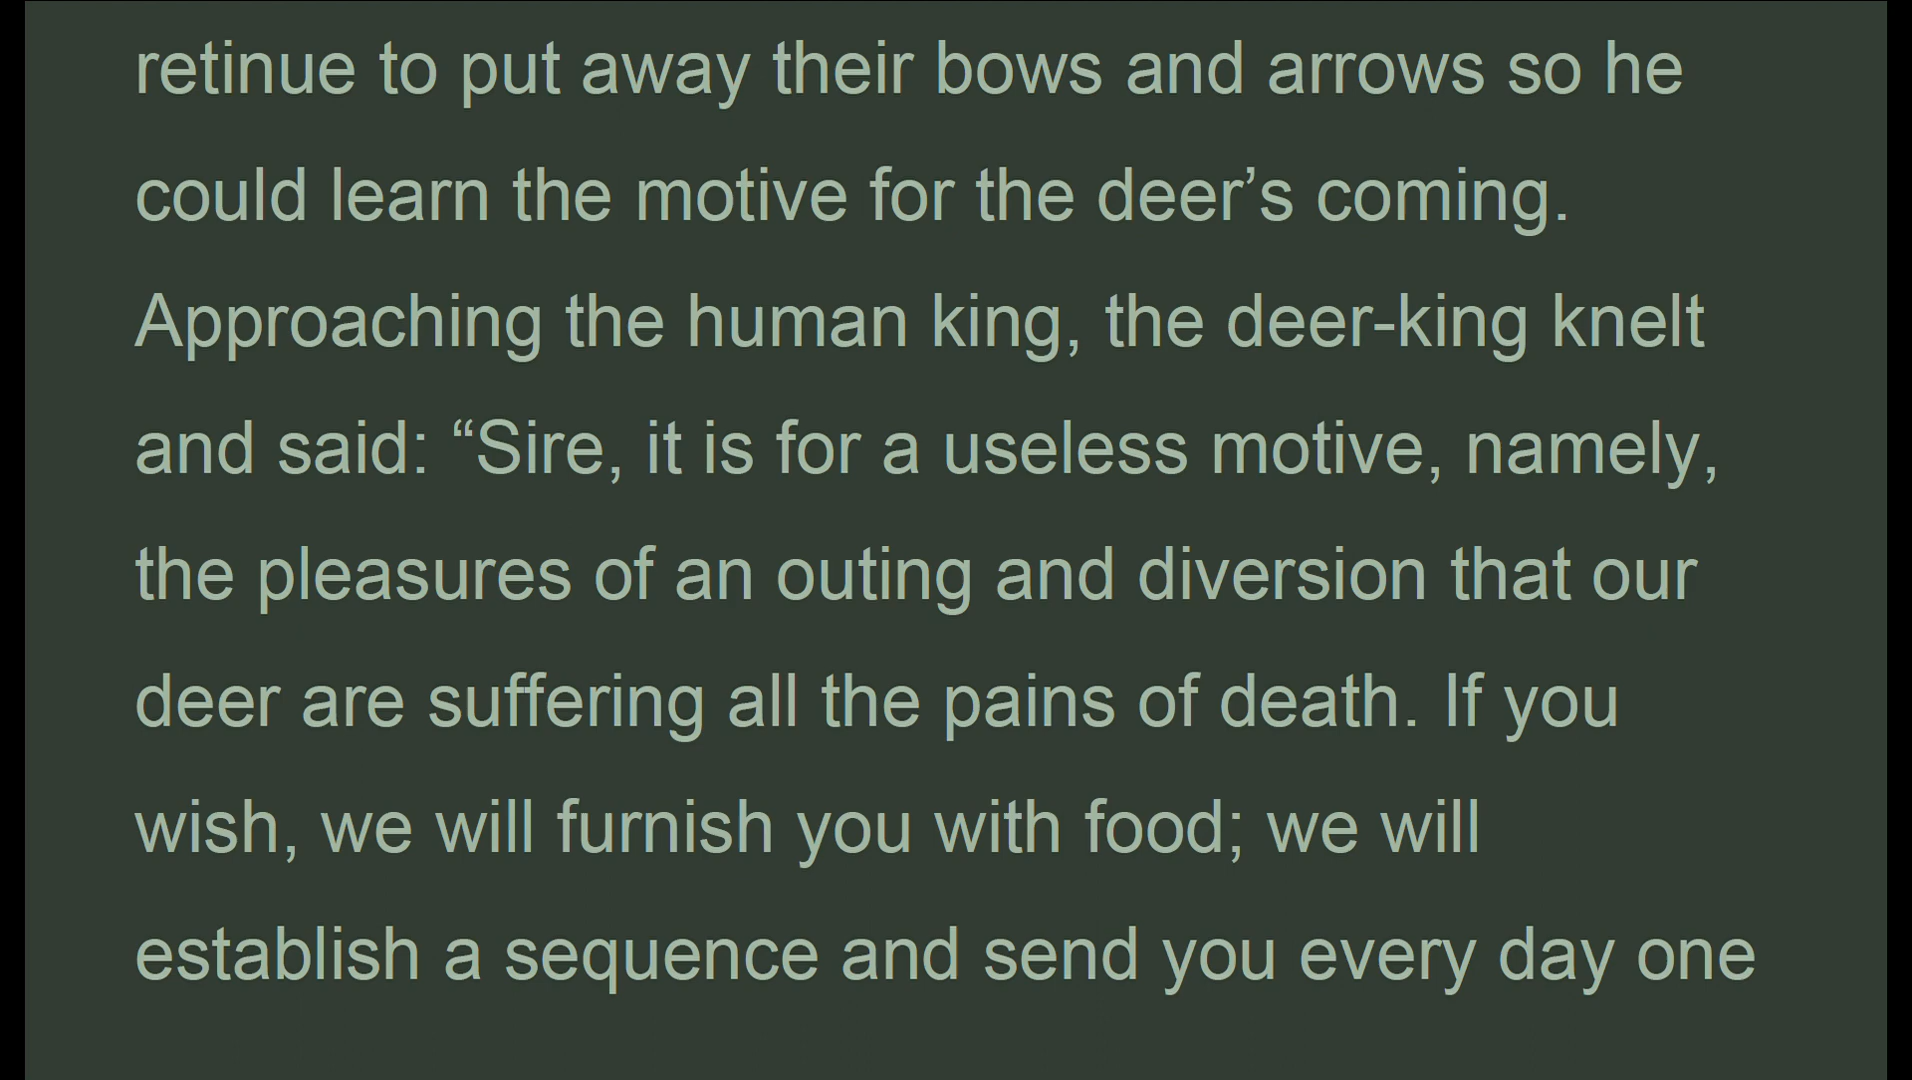 retinue to put away their bows and arrows so he
could learn the motive for the deer’s coming.
Approaching the human king, the deer-king knelt
and said: “Sire, it is for a useless motive, namely,
the pleasures of an outing and diversion that our
deer are suffering all the pains of death. If you
wish, we will furnish you with food; we will
establish a sequence and send you every day one